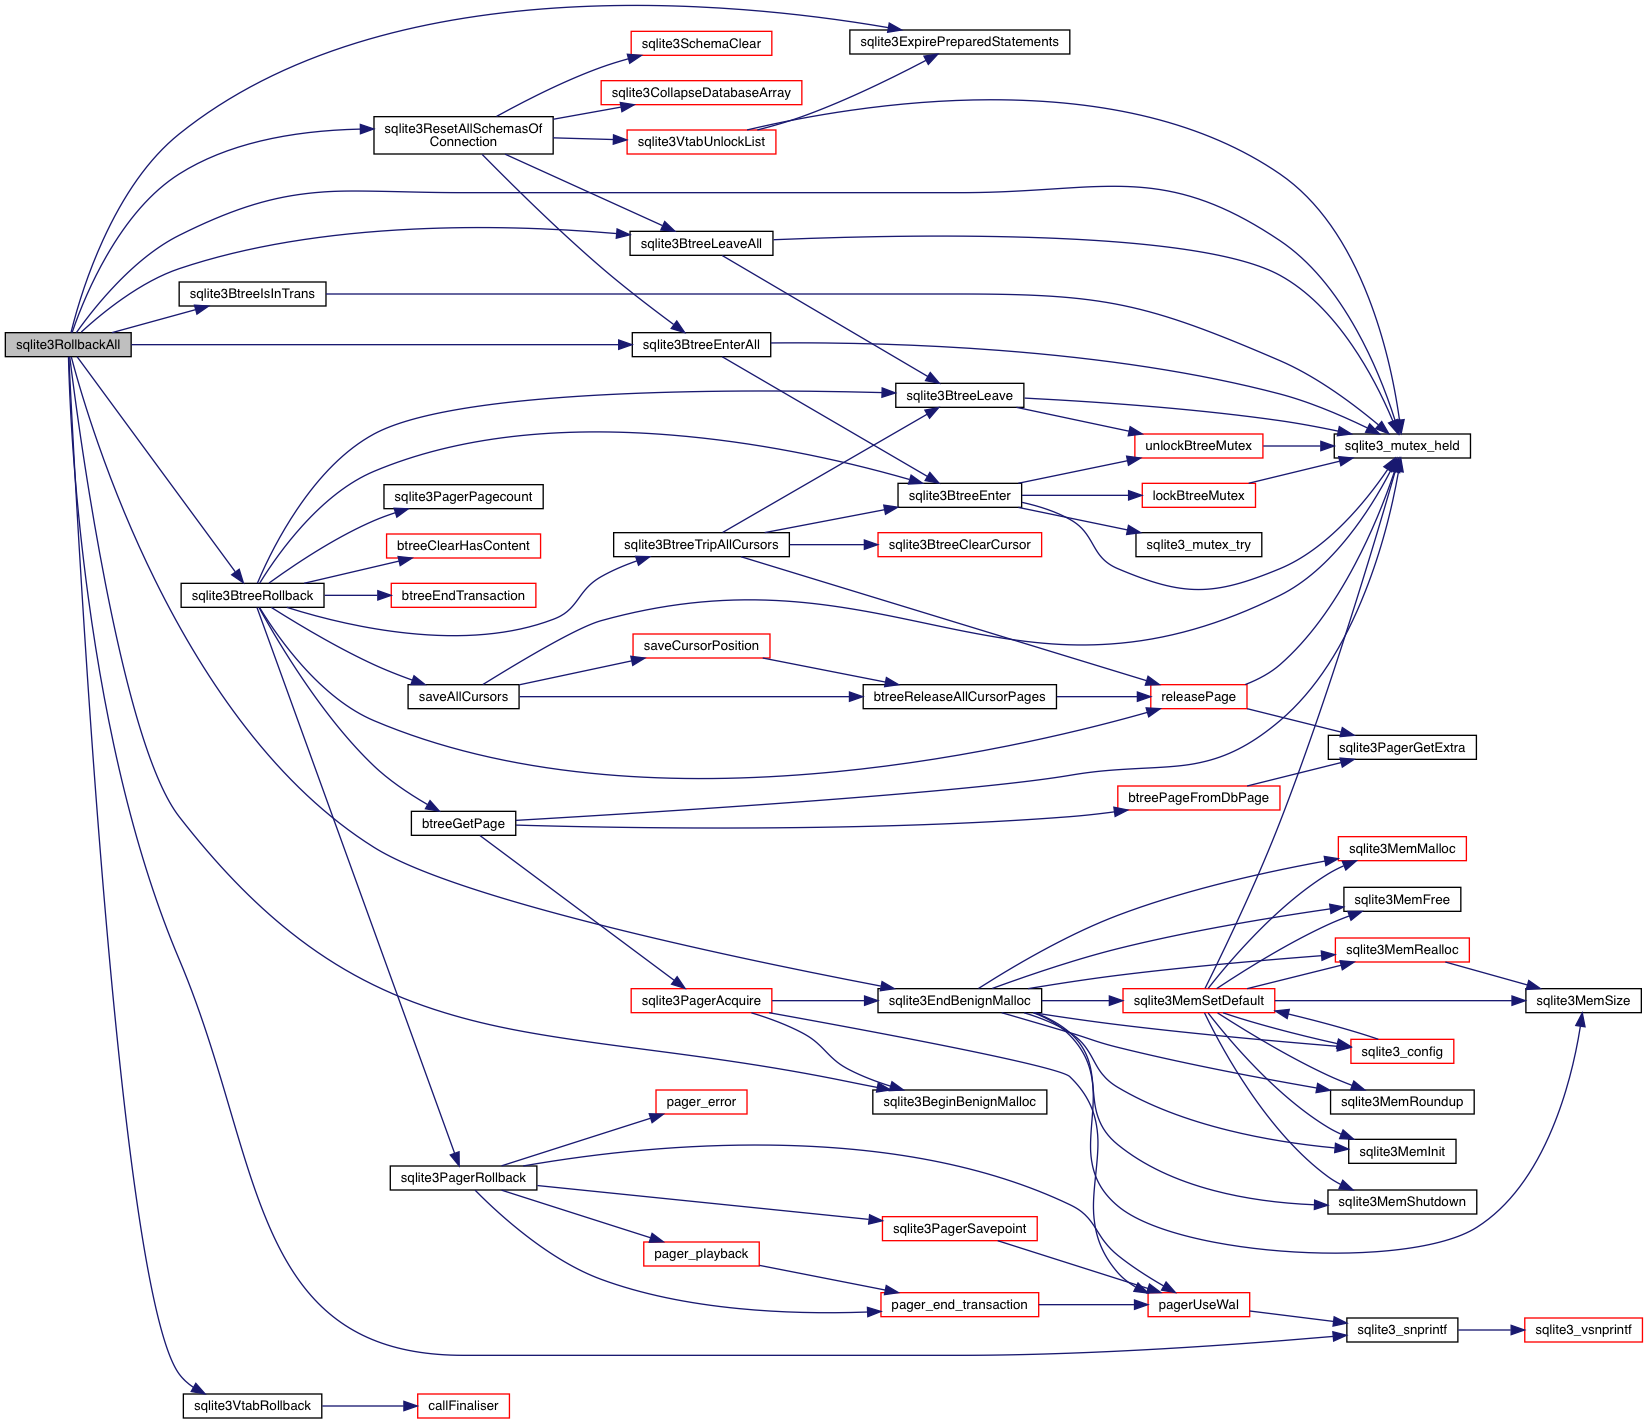 sqlite3ExpirePreparedStatements
sqlite3SchemaClear
sqlite3CollapseDatabaseArray
sqlite3ResetAllSchemasOf
Connection
sqlite3VtabUnlockList
sqlite3BtreeLeaveAll
sqlite3BtreeIsInTrans
sqlite3RollbackAll
sqlite3BtreeEnterAll
sqlite3BtreeLeave
unlockBtreeMutex
sqlite3_mutex_held
sqlite3PagerPagecount
sqlite3BtreeEnter
lockBtreeMutex
btreeClearHasContent
sqlite3BtreeTripAllCursors
sqlite3BtreeClearCursor
sqlite3_mutex_try
sqlite3BtreeRollback
btreeEndTransaction
saveCursorPosition
saveAllCursors
btreeReleaseAllCursorPages
releasePage
sqlite3PagerGetExtra
btreePageFromDbPage
btreeGetPage
sqlite3MemMalloc
sqlite3MemFree
sqlite3MemRealloc
sqlite3PagerAcquire
sqlite3EndBenignMalloc
sqlite3MemSetDefault
sqlite3MemSize
sqlite3_config
pager_error
sqlite3BeginBenignMalloc
sqlite3MemRoundup
sqlite3MemInit
sqlite3PagerRollback
sqlite3MemShutdown
sqlite3PagerSavepoint
pager_playback
pager_end_transaction
pagerUseWal
sqlite3_snprintf
sqlite3_vsnprintf
sqlite3VtabRollback
callFinaliser